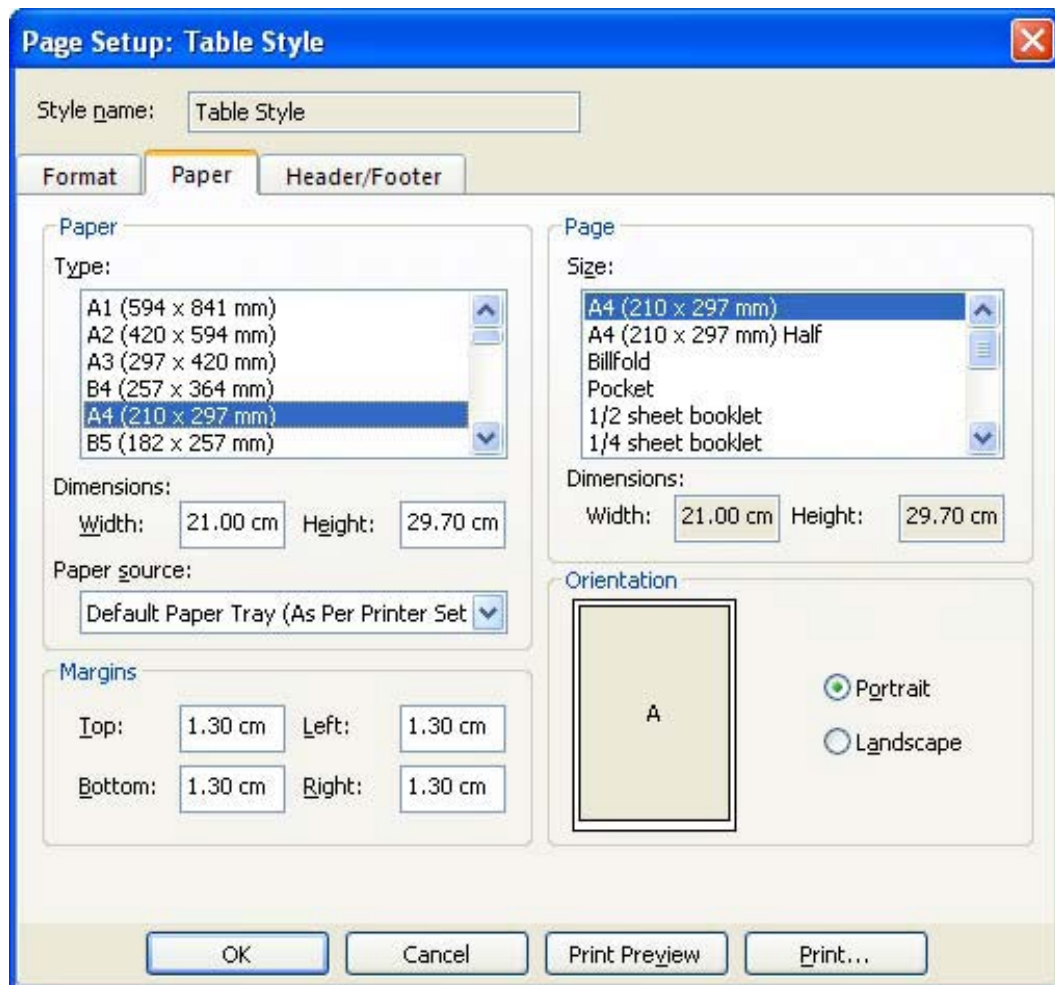 Page Setup: Table Style
Style name: Table Style
Format Paper Header/Footer
Paper
Type:
A1 (594 x 841 mm)
A2 (420 x 594 mm)
A3 (297 x 420 mm)
B4 (257 x 364 mm)
A4 (210 x 297 mm)
B5 (182 x 257 mm)
Dimensions:
Width: 21.00 cm Height: 29.70 cm
Paper source:
Default Paper Tray (As Per Printer Set
Margins
Top: 1.30 cm Left: 1.30 cm
Bottom: 1.30 cm Right: 1.30 cm
Page
Size:
A4 (210 x 297 mm)
A4 (210 x 297 mm) Half
Billfold
Pocket
1/2 sheet booklet
1/4 sheet booklet
Dimensions:
Width: 21.00 cm Height: 29.70 cm
Orientation
A
Portrait
Landscape
OK Cancel Print Preview Print...